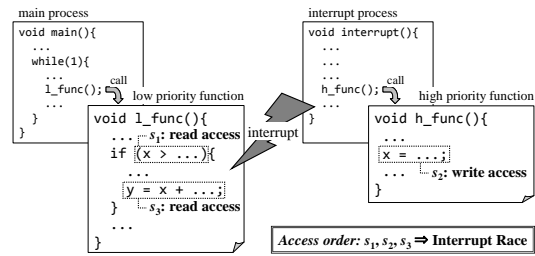 main process
void main(){
...
while(1){
...
l_func();
...
}
}
call
low priority function
void l_func(){
... s1: read access
if (x > ...){
...
y = x + ...;
} s3: read access
...
}
interrupt
interrupt process
void interrupt(){
...
...
...
h_func();
...
}
call
high priority function
void h_func(){
...
x = ...;
... s2: write access
}
Access order: s1, s2, s3 ⇒ Interrupt Race